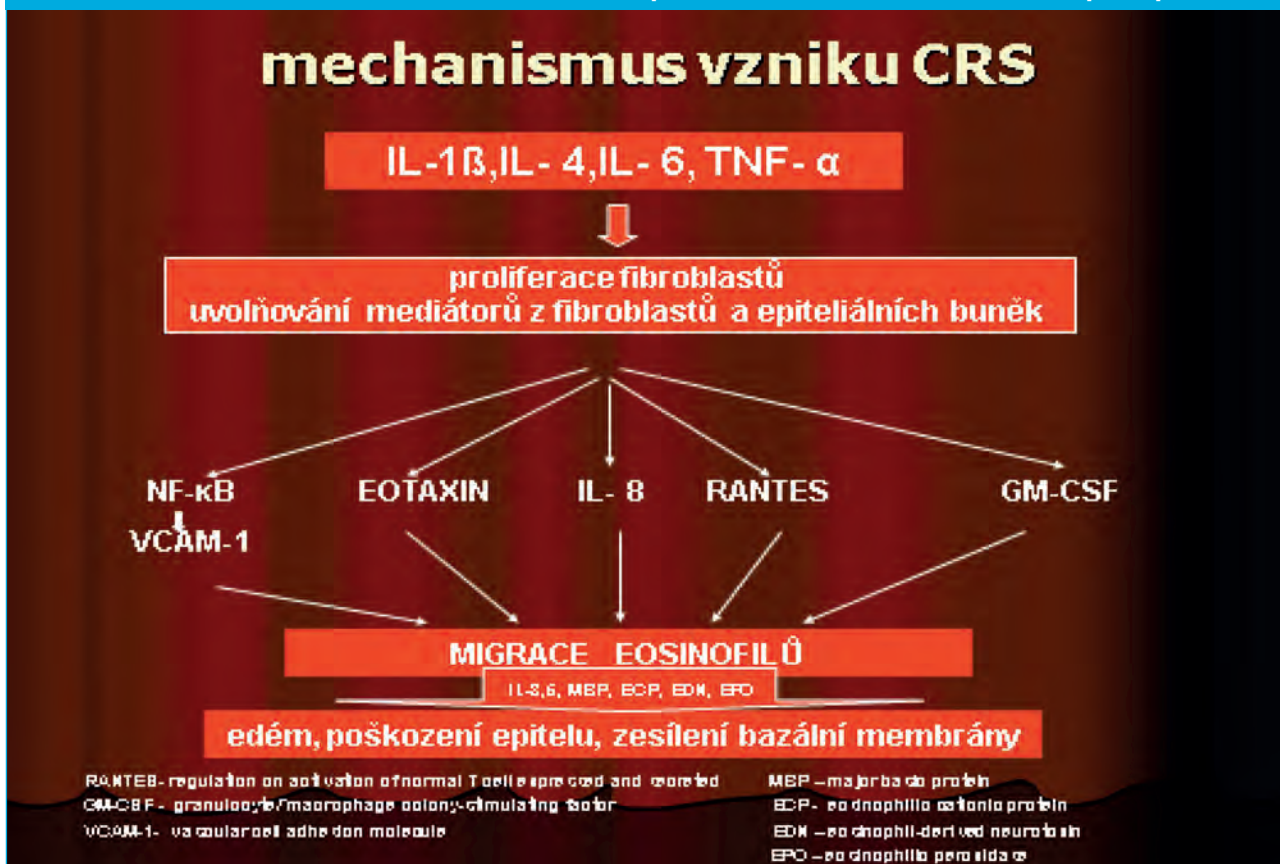 mechanismus vzniku CRS
IL-1ß,IL- 4,IL- 6, TNF- α
proliferace fibroblastů
uvolňování mediátorů z fibroblastů a epiteliálních buněk
NF-κB EOTAXIN IL- 8 RANTES GM-CSF
VCAM-1
MIGRACE EOSINOFILŮ
MBP, ECP, EDN, EPO
edém, poškození epitelu, zesílení bazální membrány
RANTES- regulation on activation of normal T cell expressed and secreted
GM-CSF - granulocyte/macrophage colony-stimulating factor
VCAM-1- vascular cell adhesion molecule
MBP – major basic protein
ECP- eosinophilic cationic protein
EDN – eosinophil-derived neurotoxin
EPO – eosinophilic peroxidase